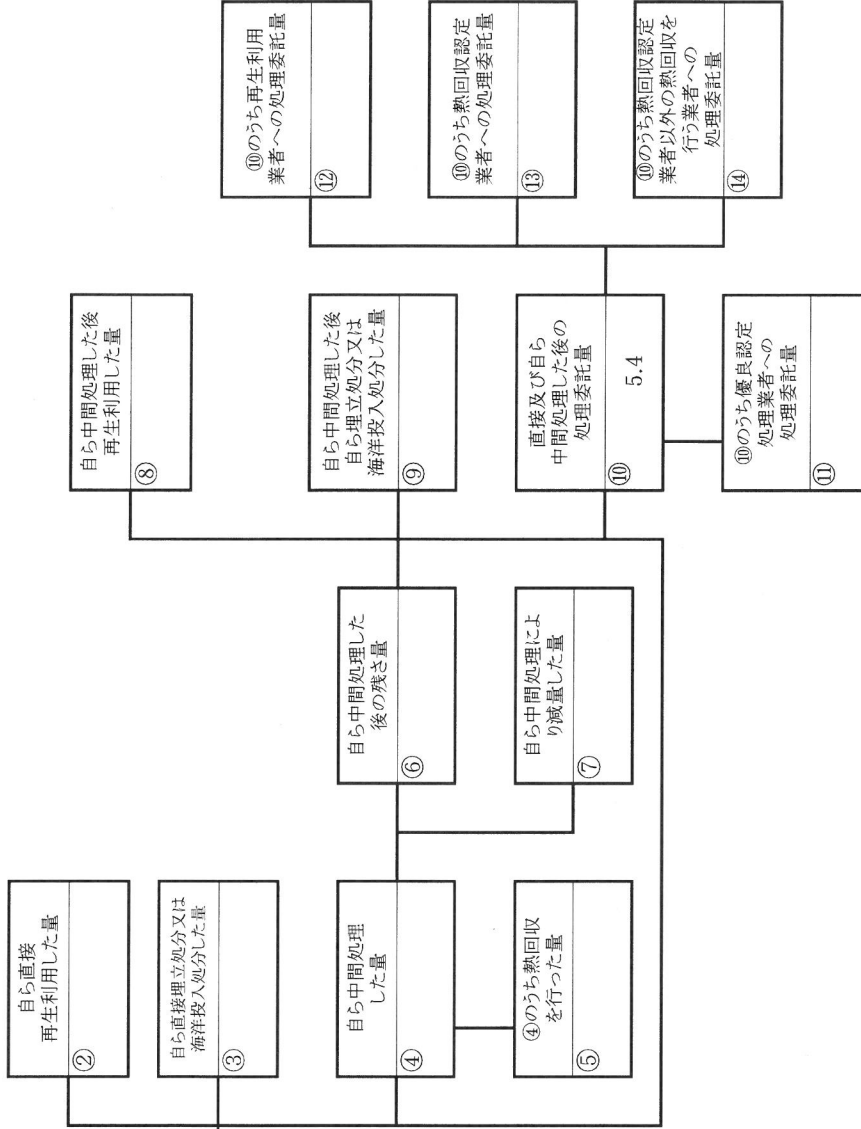 自ら直接
再生利用した量
②
自ら直接埋立処分又は
海洋投入処分した量
③
自ら中間処理
した量
④
④のうち熱回収
を行った量
⑤
自ら中間処理した
後の残さ量
⑥
自ら中間処理によ
り減量した量
⑦
自ら中間処理した後
再生利用した量
⑧
自ら中間処理した後
自ら埋立処分又は
海洋投入処分した量
⑨
直接及び自ら
中間処理した後の
処理委託量
⑩
5.4
⑩のうち優良認定
処理業者への
処理委託量
⑪
⑩のうち再生利用
業者への処理委託量
⑫
⑩のうち熱回収認定
業者への処理委託量
⑬
⑩のうち熱回収認定
業者以外の熱回収を
行う業者への
処理委託量
⑭